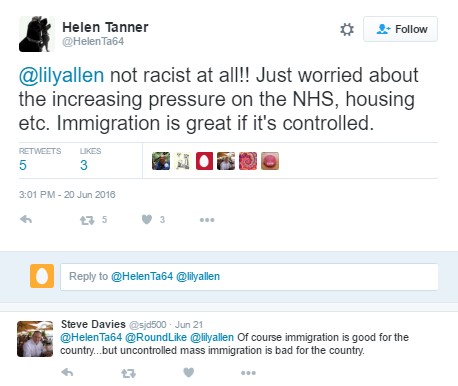 Helen Tanner
@HelenTa64
Follow
@lilyallen not racist at all!! Just worried about
the increasing pressure on the NHS, housing
etc. Immigration is great if it's controlled.
RETWEETS
LIKES
5
3
3:01 PM - 20 Jun 2016
5
3
Reply to @HelenTa64 @lilyallen
Steve Davies @sjd500 · Jun 21
@HelenTa64 @RoundLike @lilyallen Of course immigration is good for the
country...but uncontrolled mass immigration is bad for the country.